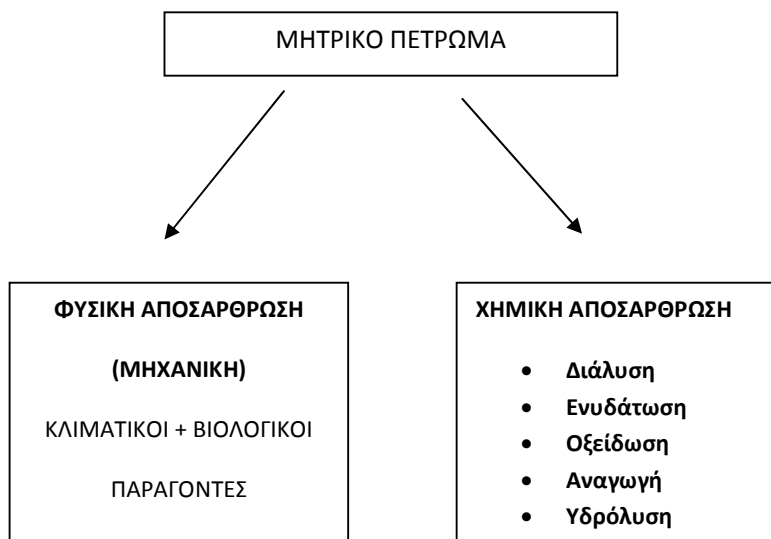 ΜΗΤΡΙΚΟ ΠΕΤΡΩΜΑ
ΦΥΣΙΚΗ ΑΠΟΣΑΡΘΡΩΣΗ
(ΜΗΧΑΝΙΚΗ)
ΚΛΙΜΑΤΙΚΟΙ + ΒΙΟΛΟΓΙΚΟΙ
ΠΑΡΑΓΟΝΤΕΣ
ΧΗΜΙΚΗ ΑΠΟΣΑΡΘΡΩΣΗ
• Διάλυση
• Ενυδάτωση
• Οξείδωση
• Αναγωγή
• Υδρόλυση